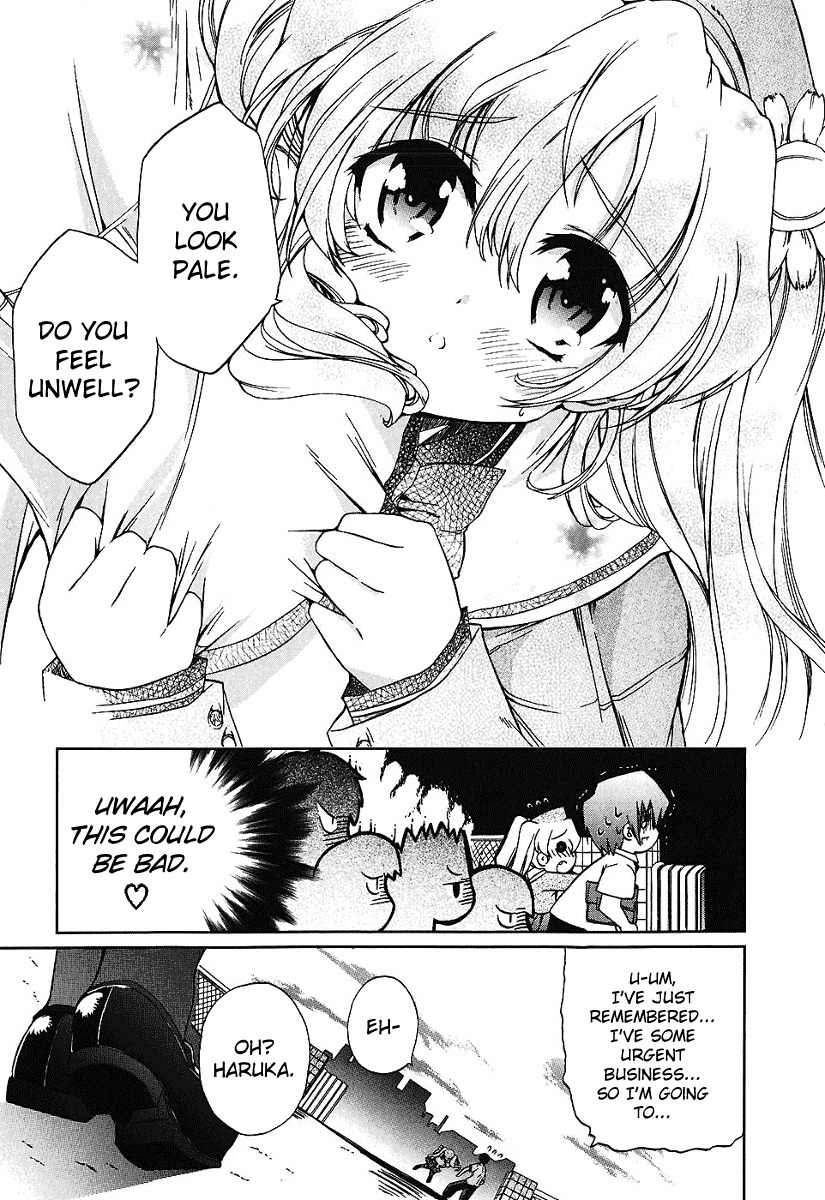 YOU
LOOK
PALE.
DO YOU
FEEL
UNWELL?
UWAAH,
THIS COULD
BE BAD.
♡
U-UM,
I'VE JUST
REMEMBERED...
I'VE SOME
URGENT
BUSINESS...
SO I'M GOING
TO...
EH-
OH?
HARUKA.